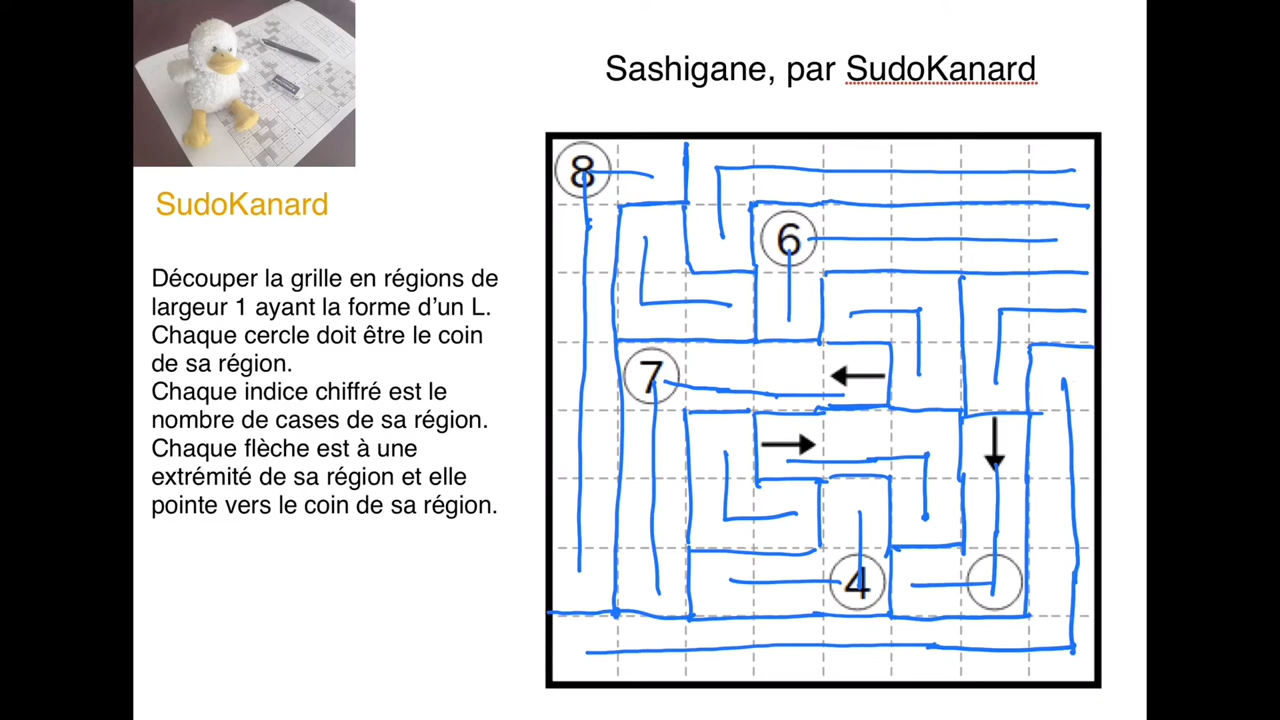 Sashigane, par SudoKanard
SudoKanard
Découper la grille en régions de
largeur 1 ayant la forme d’un L.
Chaque cercle doit être le coin
de sa région.
Chaque indice chiffré est le
nombre de cases de sa région.
Chaque flèche est à une
extrémité de sa région et elle
pointe vers le coin de sa région.
8
6
7
4